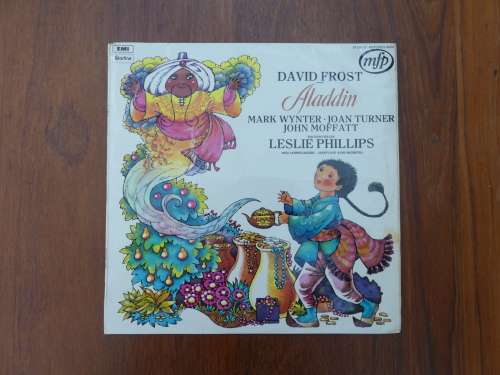 EMI
Starline
mfp
DAVID FROST
Aladdin
MARK WYNTER · JOAN TURNER
JOHN MOFFATT
LESLIE PHILLIPS